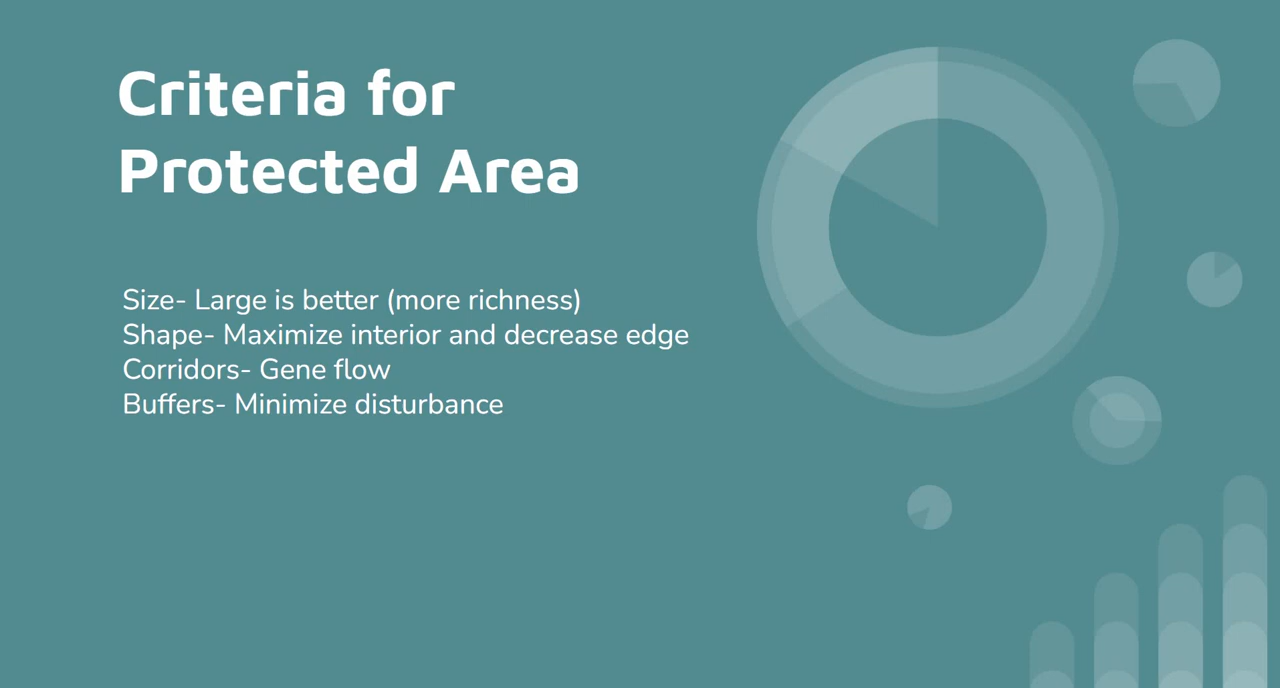 Criteria for
Protected Area
Size- Large is better (more richness)
Shape- Maximize interior and decrease edge
Corridors- Gene flow
Buffers- Minimize disturbance